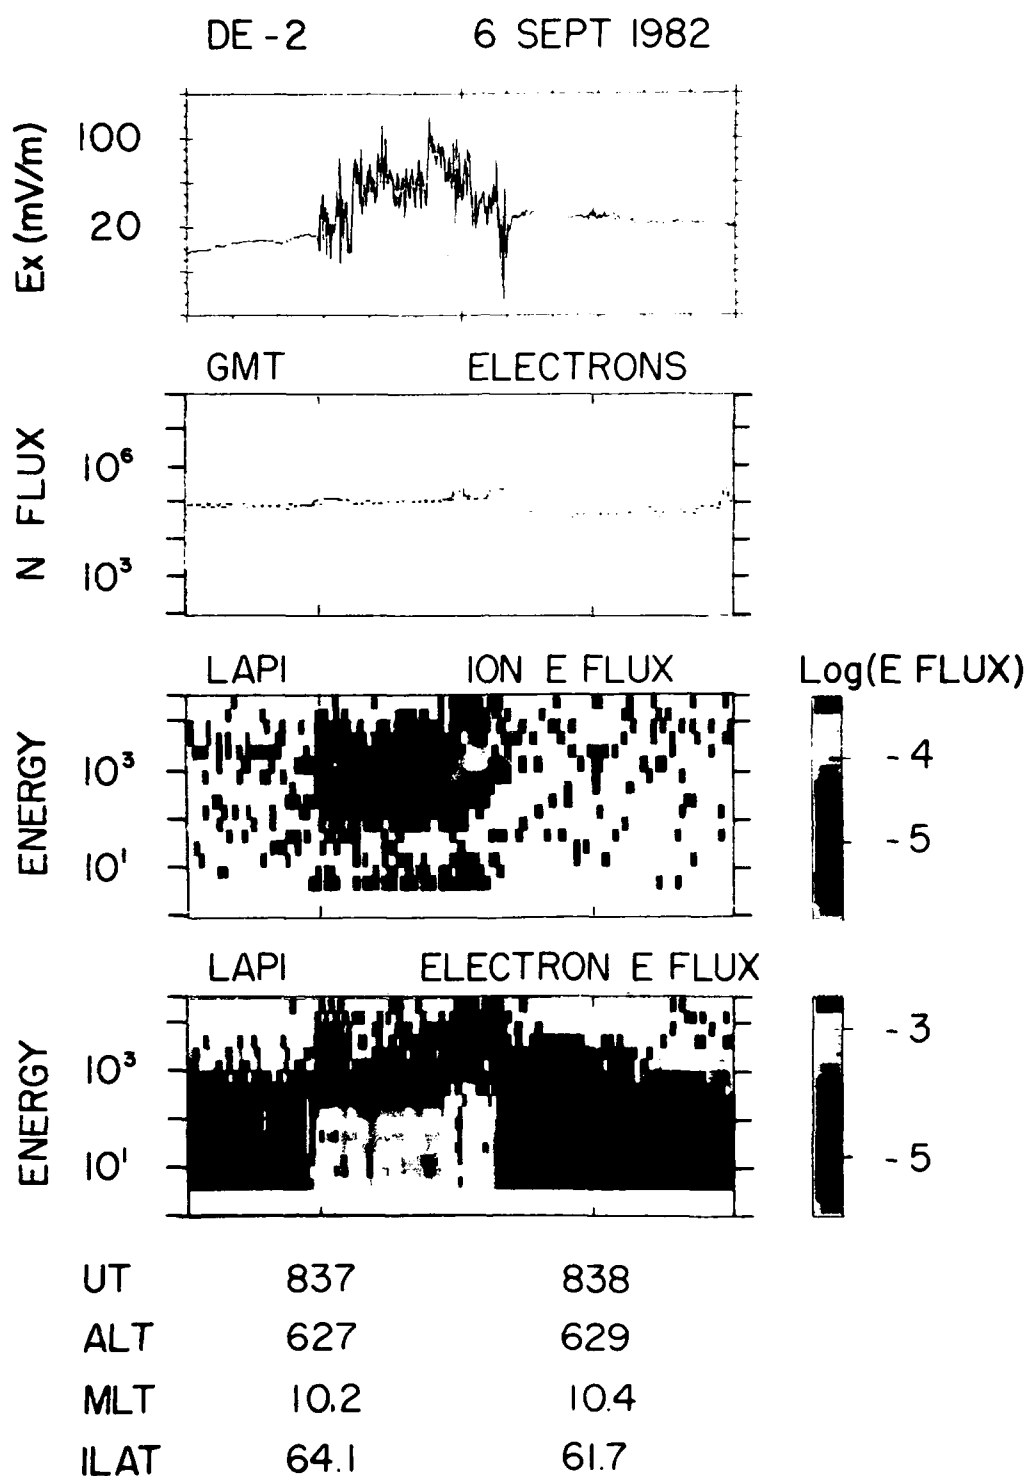 DE-2 6 SEPT 1982
Ex (mV/m)
100
20
GMT ELECTRONS
N FLUX
10⁶
10³
LAPI ION E FLUX Log(E FLUX)
ENERGY
10³
10¹
-4
-5
LAPI ELECTRON E FLUX
ENERGY
10³
10¹
-3
-5
UT 837 838
ALT 627 629
MLT 10.2 10.4
ILAT 64.1 61.7